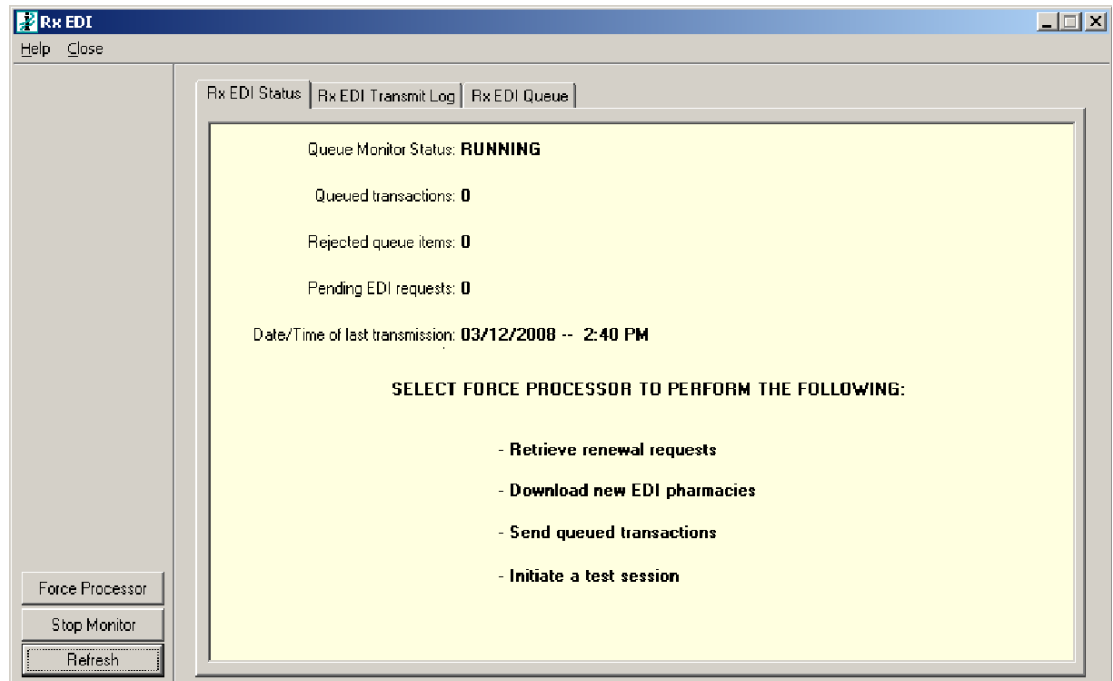 Rx EDI
Help Close
Rx EDI Status Rx EDI Transmit Log Rx EDI Queue
Queue Monitor Status: RUNNING
Queued transactions: 0
Rejected queue items: 0
Pending EDI requests: 0
Date/Time of last transmission: 03/12/2008 -- 2:40 PM
SELECT FORCE PROCESSOR TO PERFORM THE FOLLOWING:
- Retrieve renewal requests
- Download new EDI pharmacies
- Send queued transactions
- Initiate a test session
Force Processor
Stop Monitor
Refresh